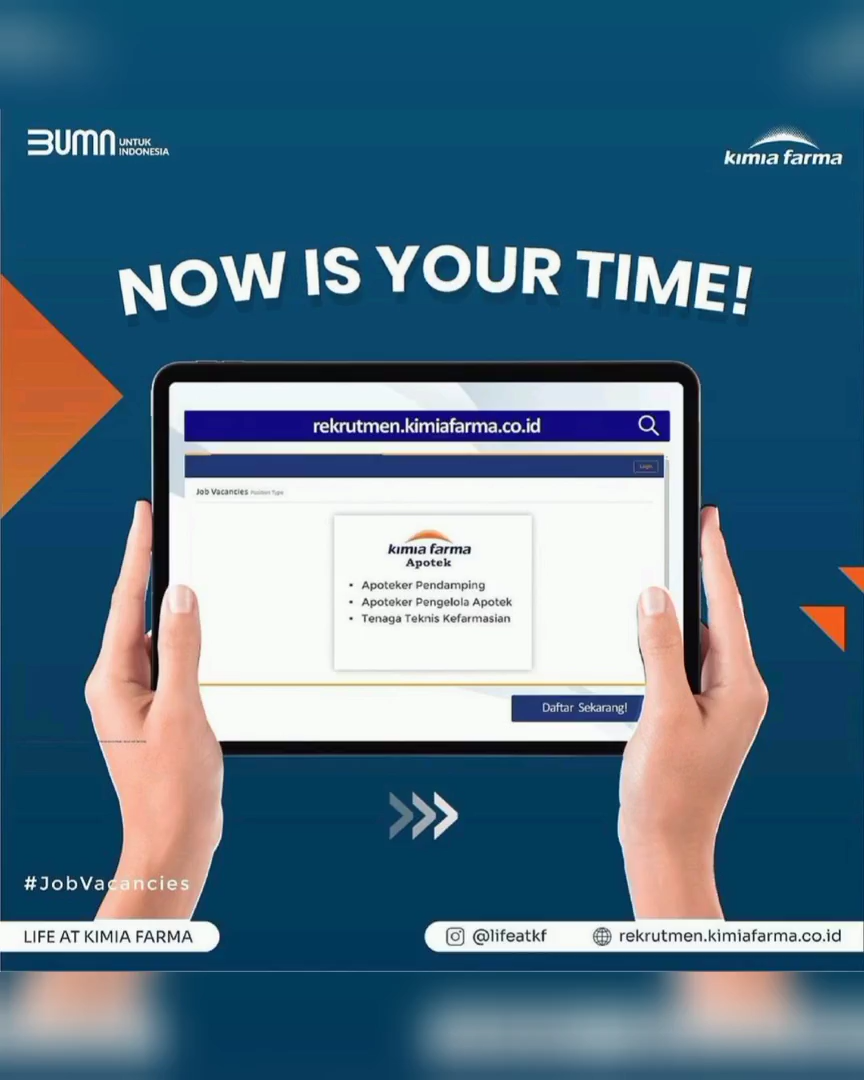 BUMN UNTUK
INDONESIA
kimia farma
NOW IS YOUR TIME!
rekrutmen.kimiafarma.co.id
Login
Job Vacancies Position Type
kimia farma
Apotek
• Apoteker Pendamping
• Apoteker Pengelola Apotek
• Tenaga Teknis Kefarmasian
Daftar Sekarang!
#JobVacancies
LIFE AT KIMIA FARMA
@lifeatkf
rekrutmen.kimiafarma.co.id